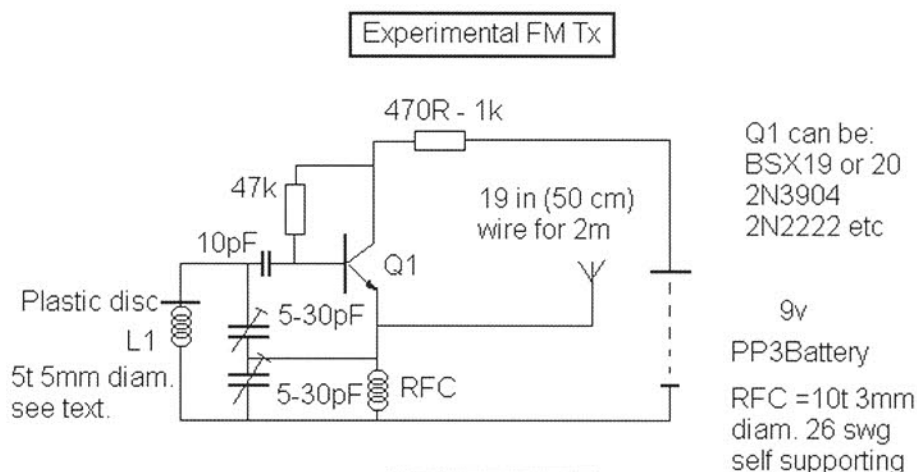 Experimental FM Tx
470R - 1k
Q1 can be:
BSX19 or 20
2N3904
2N2222 etc
47k
19 in (50 cm)
wire for 2m
10pF
Q1
Plastic disc
5-30pF
L1
9v
5t 5mm diam.
see text.
5-30pF
RFC
PP3Battery
RFC =10t 3mm
diam. 26 swg
self supporting